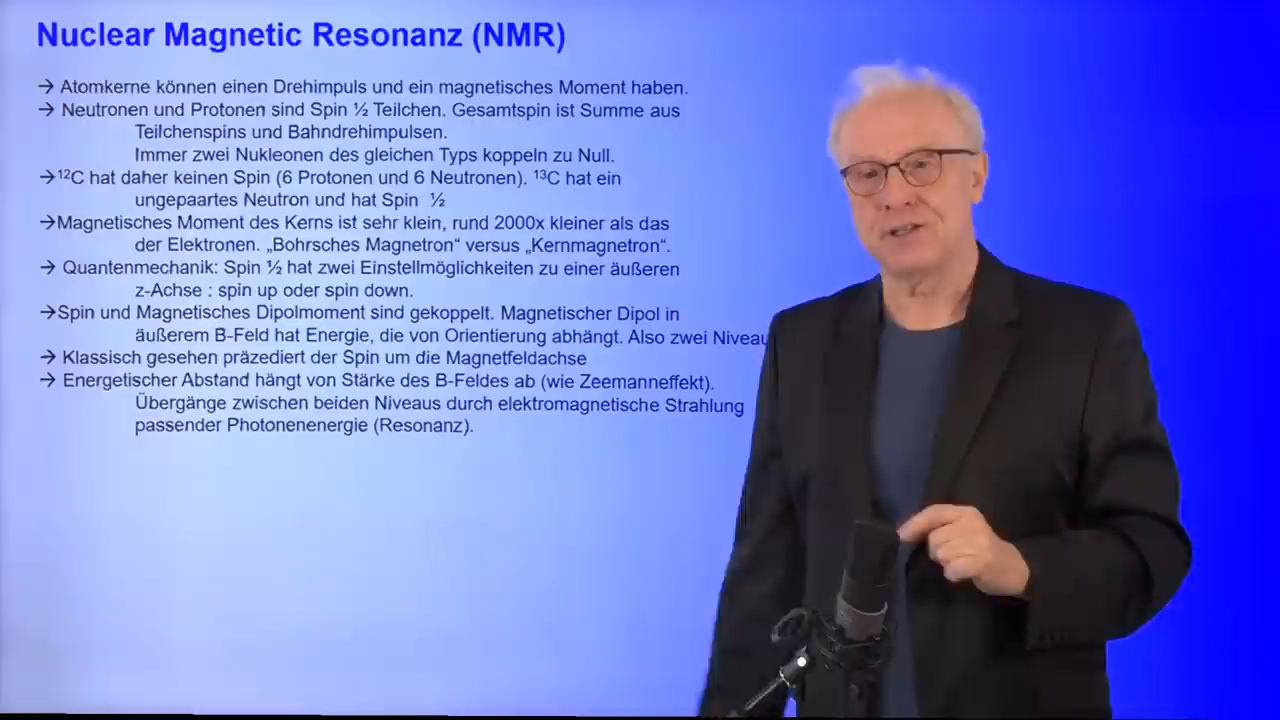 Nuclear Magnetic Resonanz (NMR)
→ Atomkerne können einen Drehimpuls und ein magnetisches Moment haben.
→ Neutronen und Protonen sind Spin ½ Teilchen. Gesamtspin ist Summe aus
Teilchenspins und Bahndrehimpulsen.
Immer zwei Nukleonen des gleichen Typs koppeln zu Null.
→¹²C hat daher keinen Spin (6 Protonen und 6 Neutronen). ¹³C hat ein
ungepaartes Neutron und hat Spin ½
→Magnetisches Moment des Kerns ist sehr klein, rund 2000x kleiner als das
der Elektronen. „Bohrsches Magnetron“ versus „Kernmagnetron“.
→ Quantenmechanik: Spin ½ hat zwei Einstellmöglichkeiten zu einer äußeren
z-Achse : spin up oder spin down.
→Spin und Magnetisches Dipolmoment sind gekoppelt. Magnetischer Dipol in
äußerem B-Feld hat Energie, die von Orientierung abhängt. Also zwei Niveau
→ Klassisch gesehen präzediert der Spin um die Magnetfeldachse
→ Energetischer Abstand hängt von Stärke des B-Feldes ab (wie Zeemanneffekt).
Übergänge zwischen beiden Niveaus durch elektromagnetische Strahlung
passender Photonenenergie (Resonanz).